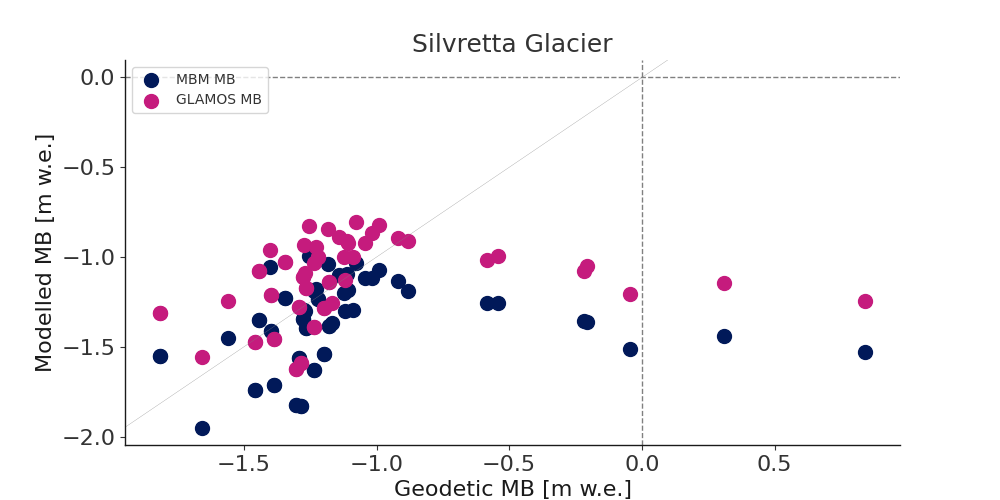 Silvretta Glacier
MBM MB
GLAMOS MB
Modelled MB [m w.e.]
0.0
−0.5
−1.0
−1.5
−2.0
−1.5
−1.0
−0.5
0.0
0.5
Geodetic MB [m w.e.]